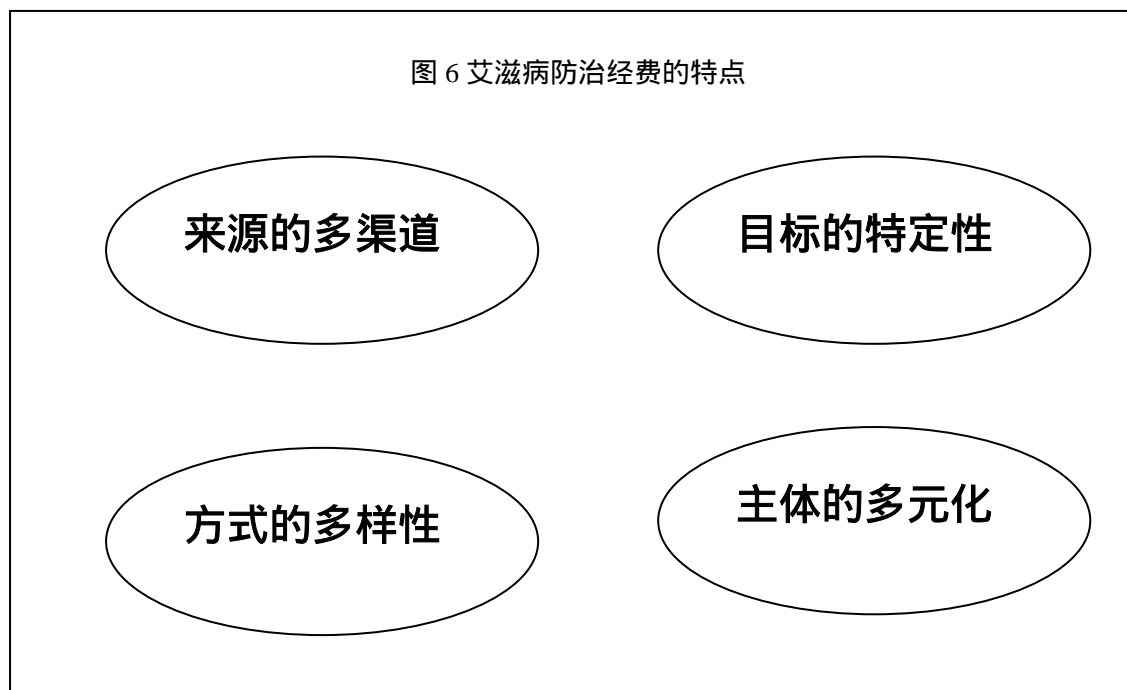 图 6 艾滋病防治经费的特点
来源的多渠道
目标的特定性
方式的多样性
主体的多元化